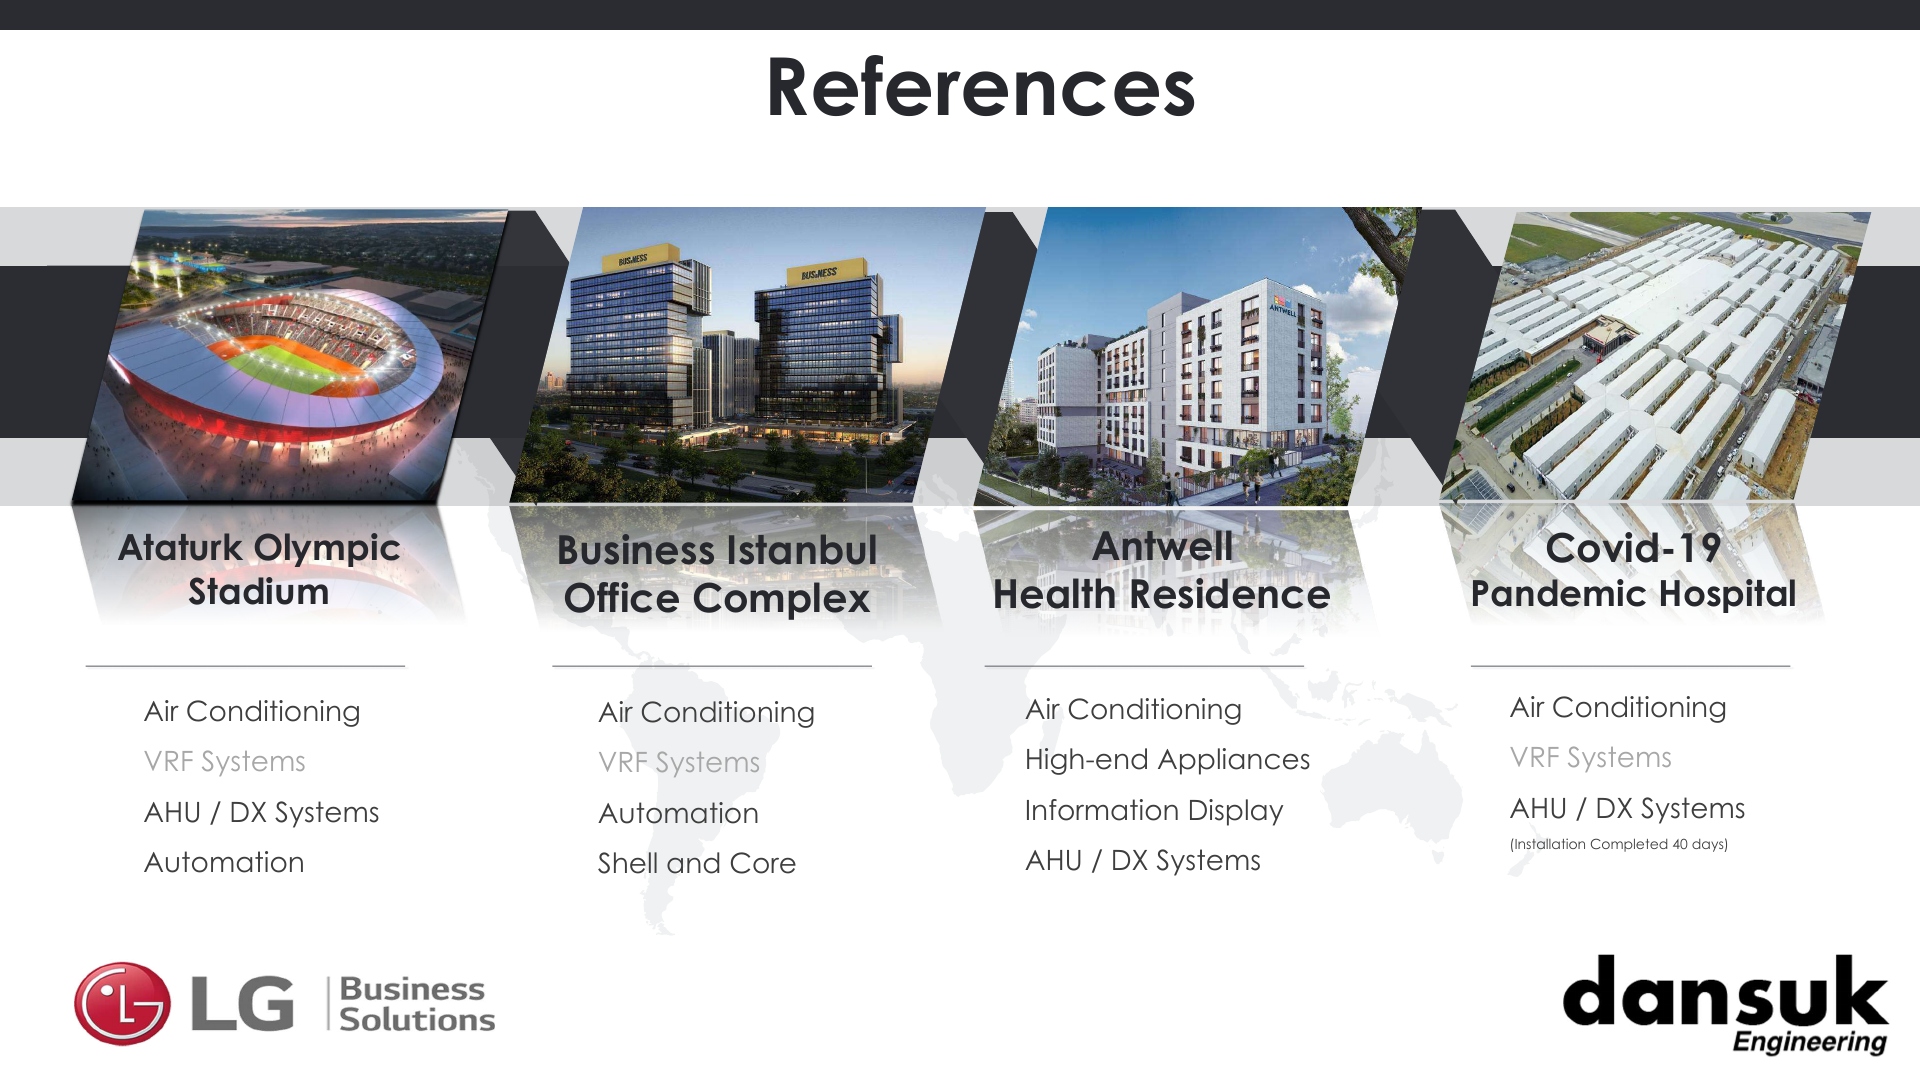 References
BUSINESS
BUSINESS
ANTWELL
Ataturk Olympic
Stadium
Air Conditioning
VRF Systems
AHU / DX Systems
Automation
Business Istanbul
Office Complex
Air Conditioning
VRF Systems
Automation
Shell and Core
Antwell
Health Residence
Air Conditioning
High-end Appliances
Information Display
AHU / DX Systems
Covid-19
Pandemic Hospital
Air Conditioning
VRF Systems
AHU / DX Systems
(Installation Completed 40 days)
LG
Business
Solutions
dansuk
Engineering